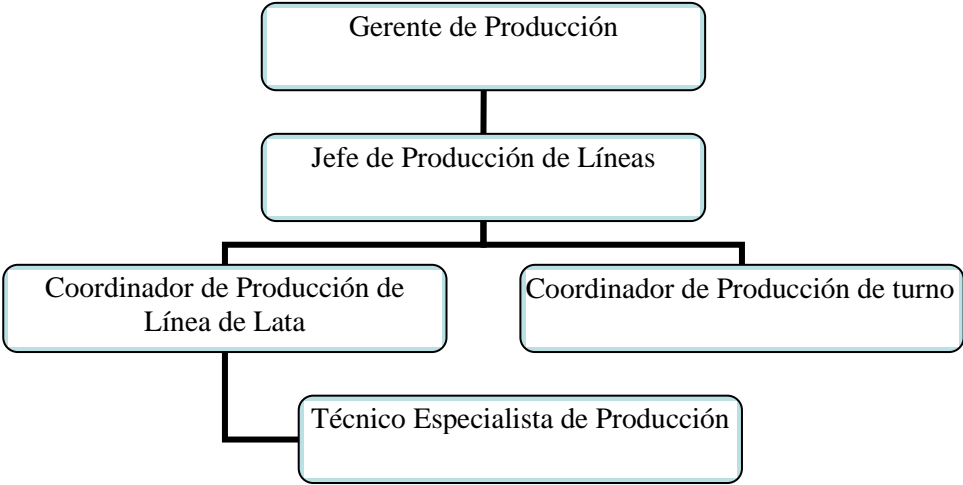 Gerente de Producción
Jefe de Producción de Líneas
Coordinador de Producción de
Línea de Lata
Coordinador de Producción de turno
Técnico Especialista de Producción